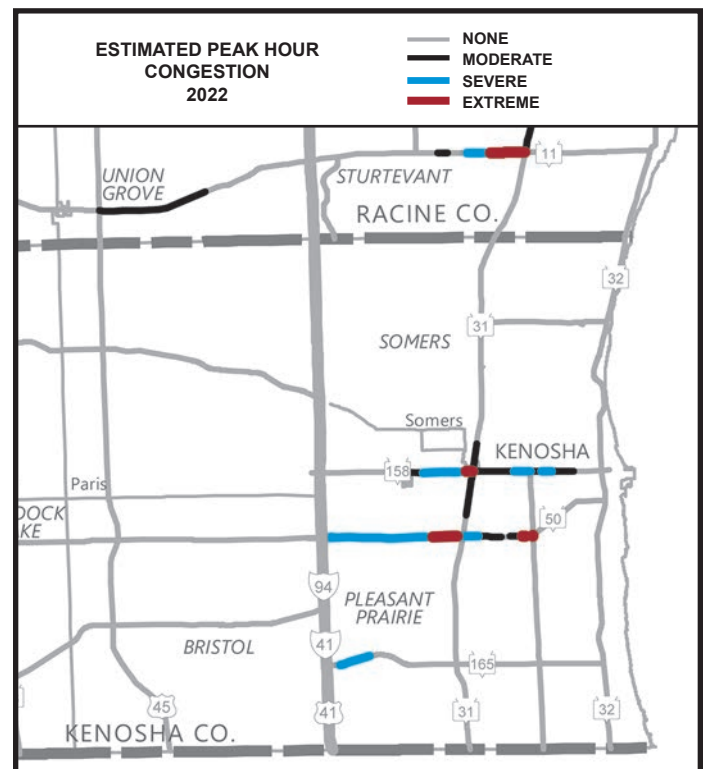 ESTIMATED PEAK HOUR
CONGESTION
2022
NONE
MODERATE
SEVERE
EXTREME
UNION
GROVE
STURTEVANT
11
RACINE CO.
32
31
SOMERS
Somers
KENOSHA
158
Paris
DOCK
KE
50
94
PLEASANT
PRAIRIE
41
BRISTOL
165
45
41
31
32
KENOSHA CO.